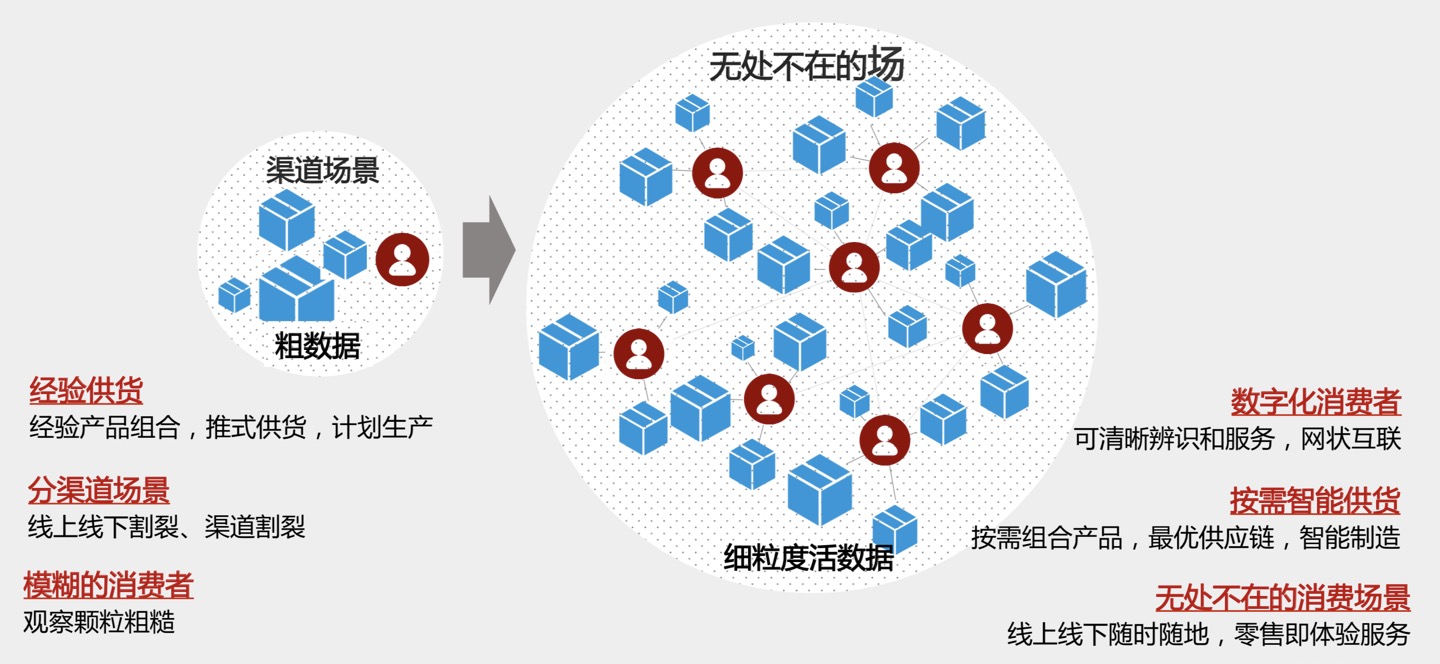 渠道场景
粗数据
经验供货
经验产品组合，推式供货，计划生产
分渠道场景
线上线下割裂、渠道割裂
模糊的消费者
观察颗粒粗糙
无处不在的场
细粒度活数据
数字化消费者
可清晰辨识和服务，网状互联
按需智能供货
按需组合产品，最优供应链，智能制造
无处不在的消费场景
线上线下随时随地，零售即体验服务